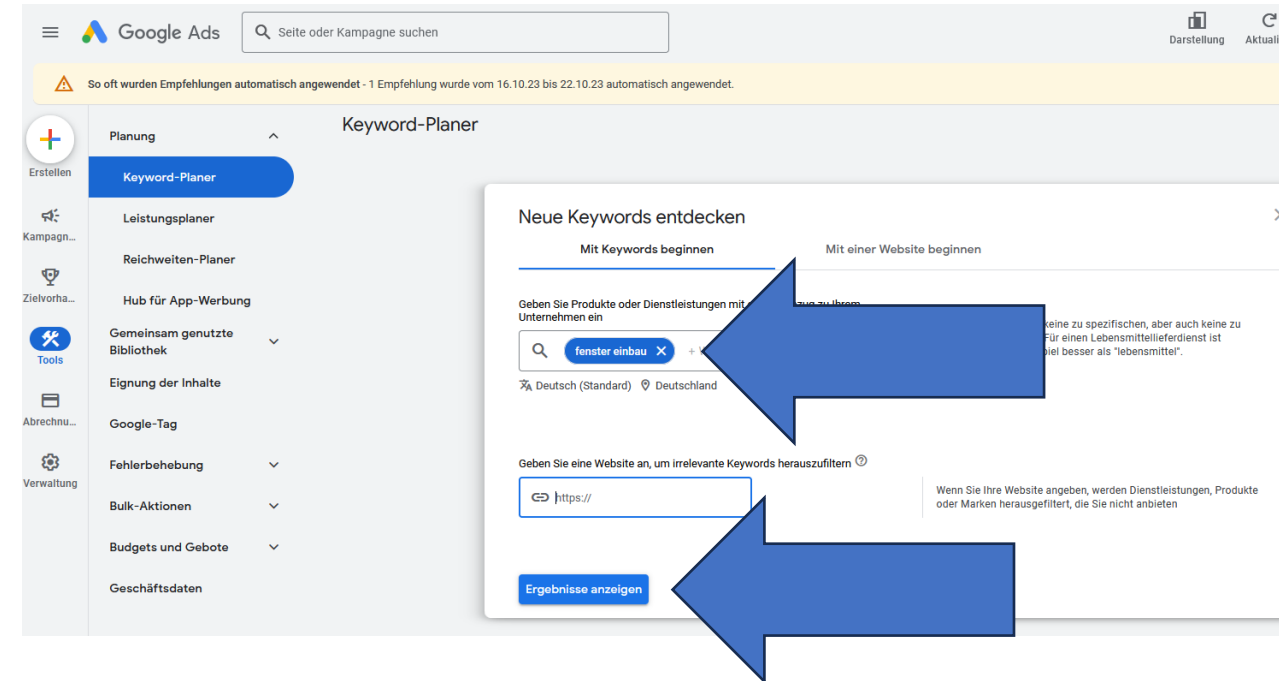 Google Ads
Seite oder Kampagne suchen
Darstellung
So oft wurden Empfehlungen automatisch angewendet - 1 Empfehlung wurde vom 16.10.23 bis 22.10.23 automatisch angewendet.
Erstellen
Kampagn...
Zielvorha...
Tools
Abrechnu...
Verwaltung
Planung
Keyword-Planer
Leistungsplaner
Reichweiten-Planer
Hub für App-Werbung
Gemeinsam genutzte
Bibliothek
Eignung der Inhalte
Google-Tag
Fehlerbehebung
Bulk-Aktionen
Budgets und Gebote
Geschäftsdaten
Keyword-Planer
Neue Keywords entdecken
Mit Keywords beginnen
Mit einer Website beginnen
Geben Sie Produkte oder Dienstleistungen mit zu Ihrem
Unternehmen ein
fenster einbau
Deutsch (Standard) Deutschland
keine zu spezifischen, aber auch keine zu
Für einen Lebensmittellieferdienst ist
besser als "lebensmittel".
Geben Sie eine Website an, um irrelevante Keywords herauszufiltern
https://
Wenn Sie Ihre Website angeben, werden Dienstleistungen, Produkte
oder Marken herausgefiltert, die Sie nicht anbieten
Ergebnisse anzeigen